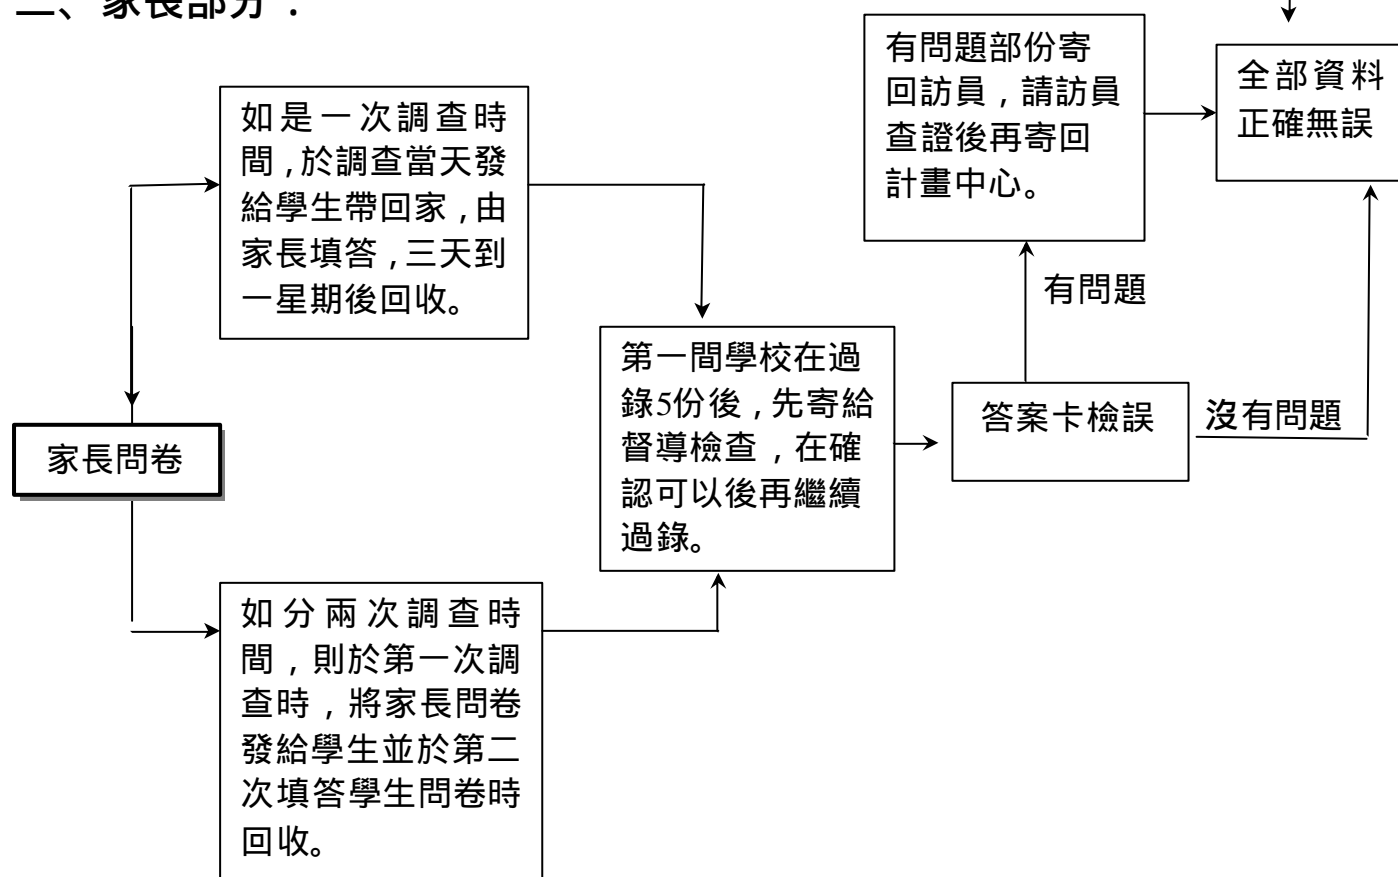 二、家長部分：
如是一次調查時
間，於調查當天發
給學生帶回家，由
家長填答，三天到
一星期後回收。
家長問卷
如分兩次調查時
間，則於第一次調
查時，將家長問卷
發給學生並於第二
次填答學生問卷時
回收。
第一間學校在過
錄5份後，先寄給
督導檢查，在確
認可以後再繼續
過錄。
答案卡檢誤
有問題
沒有問題
有問題部份寄
回訪員，請訪員
查證後再寄回
計畫中心。
全部資料
正確無誤